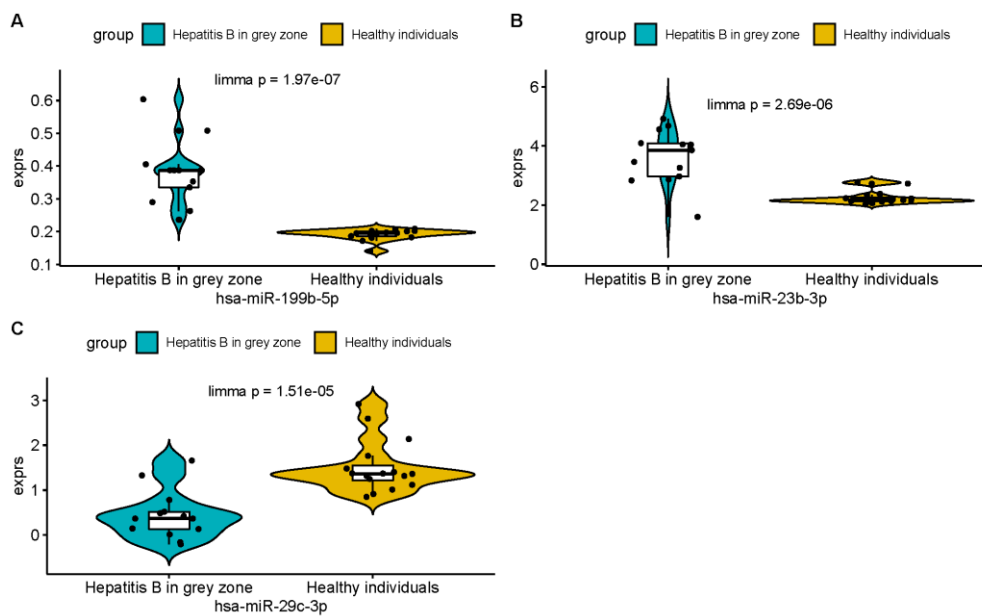 A
group Hepatitis B in grey zone Healthy individuals
limma p = 1.97e-07
exprs
0.6
0.5
0.4
0.3
0.2
0.1
Hepatitis B in grey zone Healthy individuals
hsa-miR-199b-5p
B
group Hepatitis B in grey zone Healthy individuals
limma p = 2.69e-06
exprs
6
4
2
0
Hepatitis B in grey zone Healthy individuals
hsa-miR-23b-3p
C
group Hepatitis B in grey zone Healthy individuals
limma p = 1.51e-05
exprs
3
2
1
0
Hepatitis B in grey zone Healthy individuals
hsa-miR-29c-3p